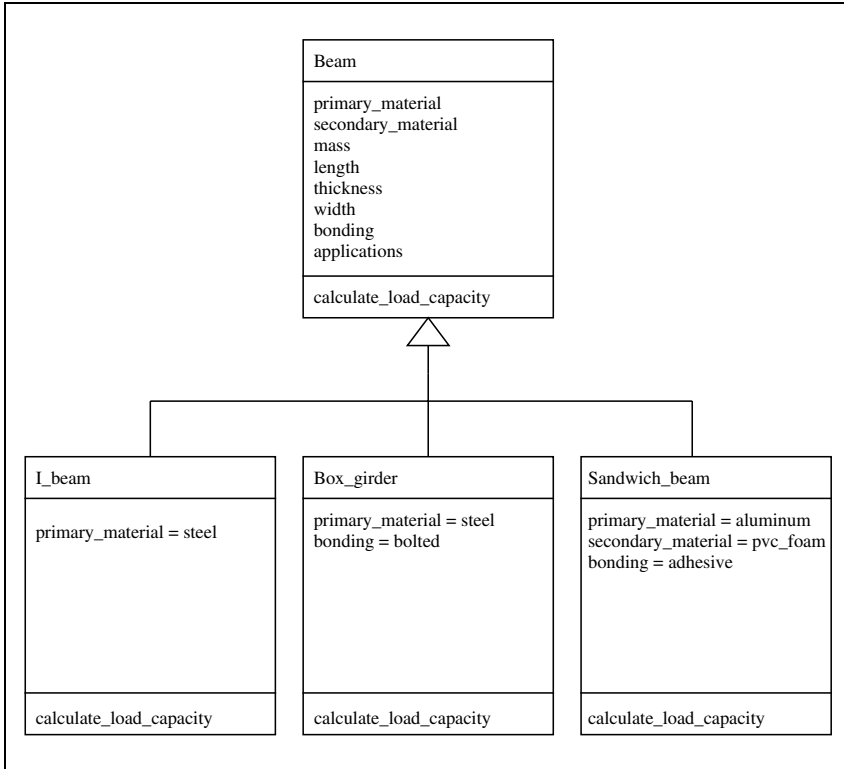 Beam
primary_material
secondary_material
mass
length
thickness
width
bonding
applications
calculate_load_capacity
I_beam
primary_material = steel
calculate_load_capacity
Box_girder
primary_material = steel
bonding = bolted
calculate_load_capacity
Sandwich_beam
primary_material = aluminum
secondary_material = pvc_foam
bonding = adhesive
calculate_load_capacity